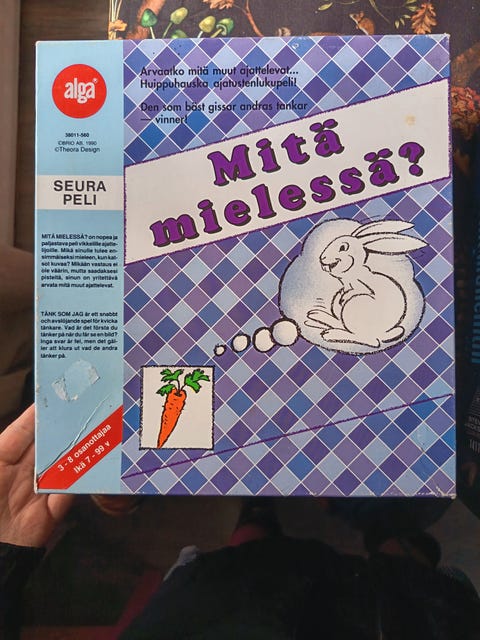 alga®
38011-560
©BRIO AB, 1990
©Theora Design
SEURA
PELI
MITÄ MIELESSÄ? on nopea ja
paljastava peli vikkelille ajatte-
lijoille. Mikä sinulle tulee en-
simmäiseksi mieleen, kun kat-
sot kuvaa? Mikään vastaus ei
ole väärin, mutta saadaksesi
pisteitä, sinun on yritettävä
arvata mitä muut ajattelevat.
TÄNK SOM JAG är ett snabbt
och avslöjande spel för kvicka
tänkare. Vad är det första du
tänker på när du får se en bild?
Inga svar är fel, men det gäl-
ler att klura ut vad de andra
tänker på.
3 - 8 osanottajaa
Ikä 7 - 99 v
Arvaatko mitä muut ajattelevat...
Huippuhauska ajatustenlukupeli!
Den som bäst gissar andras tankar
— vinner!
Mitä
mielessä?